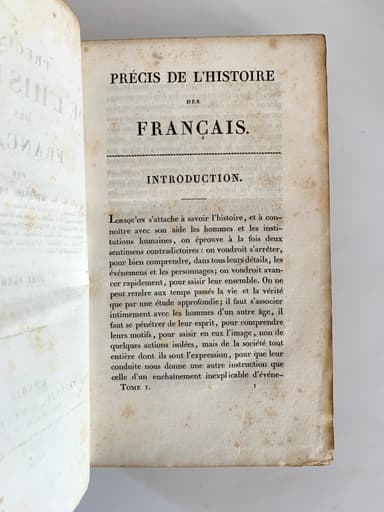 PRÉCIS DE L'HISTOIRE
DES
FRANÇAIS.
INTRODUCTION.
Lorsqu'on s'attache à savoir l'histoire, et à con-
noître avec son aide les hommes et les ins-
titutions humaines, on éprouve à la fois deux
sentimens contradictoires : on voudroit s'arrêter,
pour bien comprendre, dans tous leurs détails, les
événemens et les personnages; on voudroit avan-
cer rapidement, pour saisir leur ensemble. On ne
peut rendre aux temps passés la vie et la vérité
que par une étude approfondie; il faut s'associer
intimement avec les hommes d'un autre âge, il
faut se pénétrer de leur esprit, pour comprendre
leurs motifs, pour saisir en eux l'image, non de
quelques actions isolées, mais de la société tout
entière dont ils sont l'expression, pour que leur
conduite nous donne une autre instruction que
celle d'un enchaînement inexplicable d'événe-
TOME I. 1